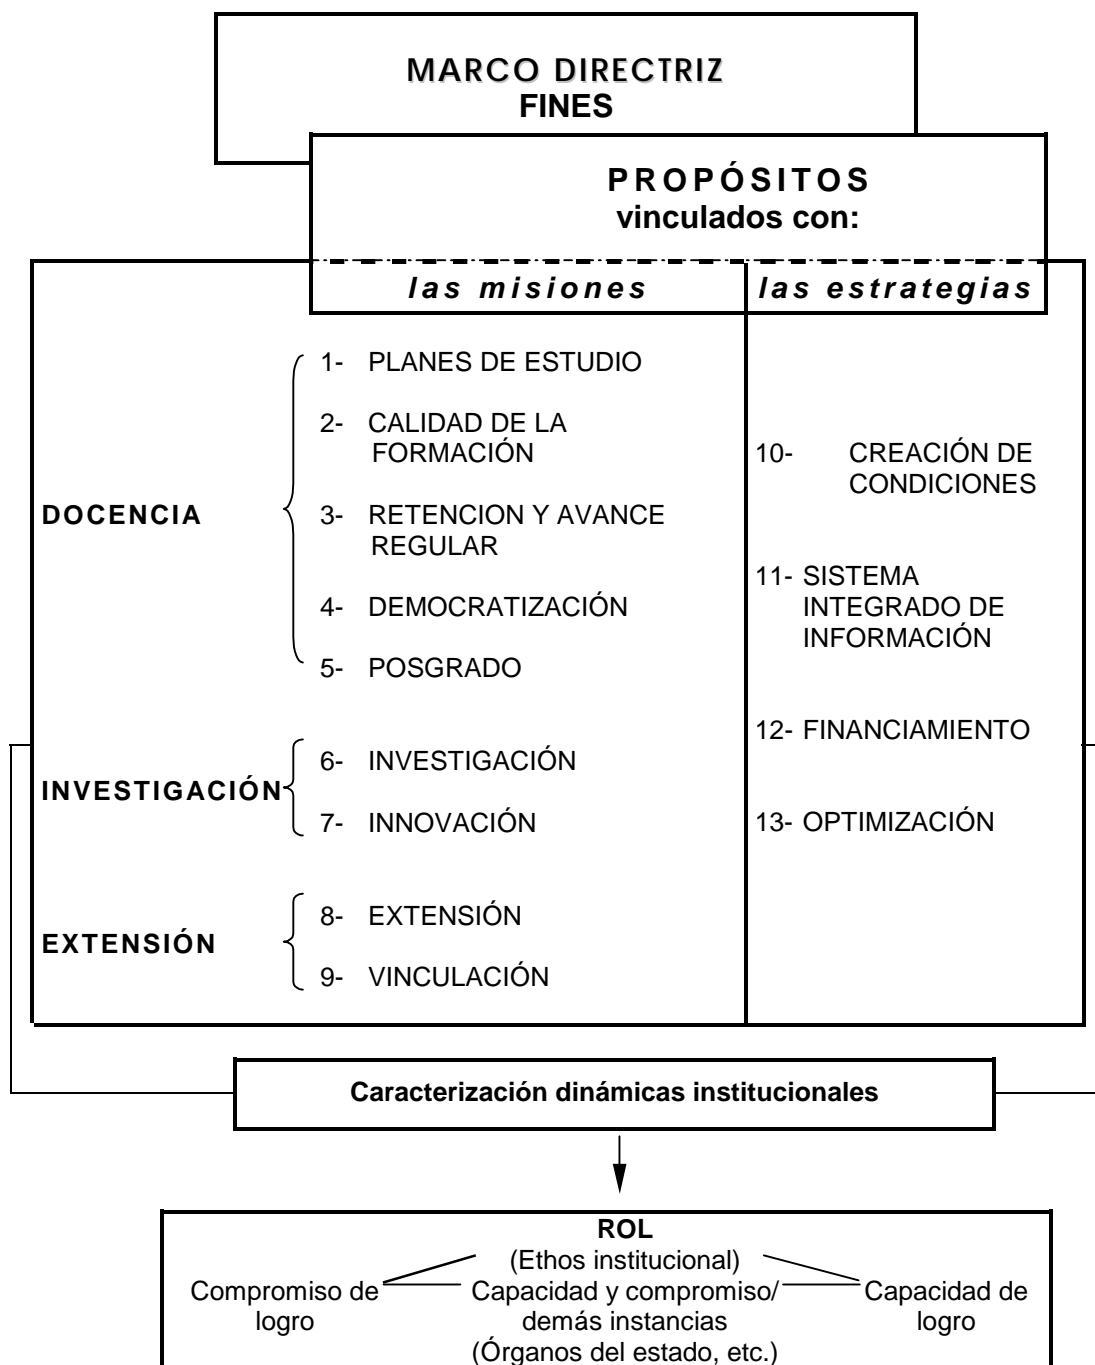 MARCO DIRECTRIZ
FINES
PROPÓSITOS
vinculados con:
las misiones
las estrategias
DOCENCIA
1- PLANES DE ESTUDIO
2- CALIDAD DE LA
FORMACIÓN
3- RETENCION Y AVANCE
REGULAR
4- DEMOCRATIZACIÓN
5- POSGRADO
INVESTIGACIÓN
6- INVESTIGACIÓN
7- INNOVACIÓN
EXTENSIÓN
8- EXTENSIÓN
9- VINCULACIÓN
10- CREACIÓN DE
CONDICIONES
11- SISTEMA
INTEGRADO DE
INFORMACIÓN
12- FINANCIAMIENTO
13- OPTIMIZACIÓN
Caracterización dinámicas institucionales
ROL
(Ethos institucional)
Compromiso de
logro
Capacidad y compromiso/
demás instancias
(Órganos del estado, etc.)
Capacidad de
logro